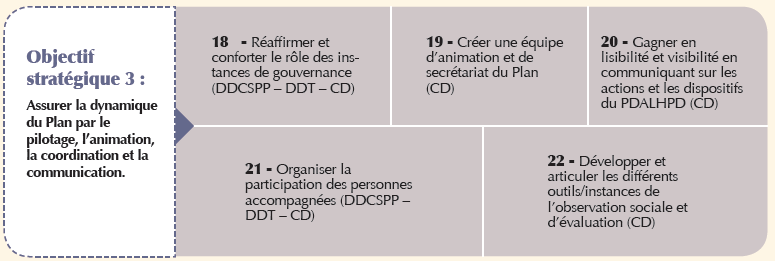 Objectif
stratégique 3 :
Assurer la dynamique
du Plan par le
pilotage, l'animation,
la coordination et la
communication.
18 - Réaffirmer et
conforter le rôle des ins-
tances de gouvernance
(DDCSPP – DDT – CD)
19 - Créer une équipe
d'animation et de
secrétariat du Plan
(CD)
20 - Gagner en
lisibilité et visibilité en
communiquant sur les
actions et les dispositifs
du PDALHPD (CD)
21 - Organiser la
participation des personnes
accompagnées (DDCSPP –
DDT – CD)
22 - Développer et
articuler les différents
outils/instances de
l'observation sociale et
d'évaluation (CD)